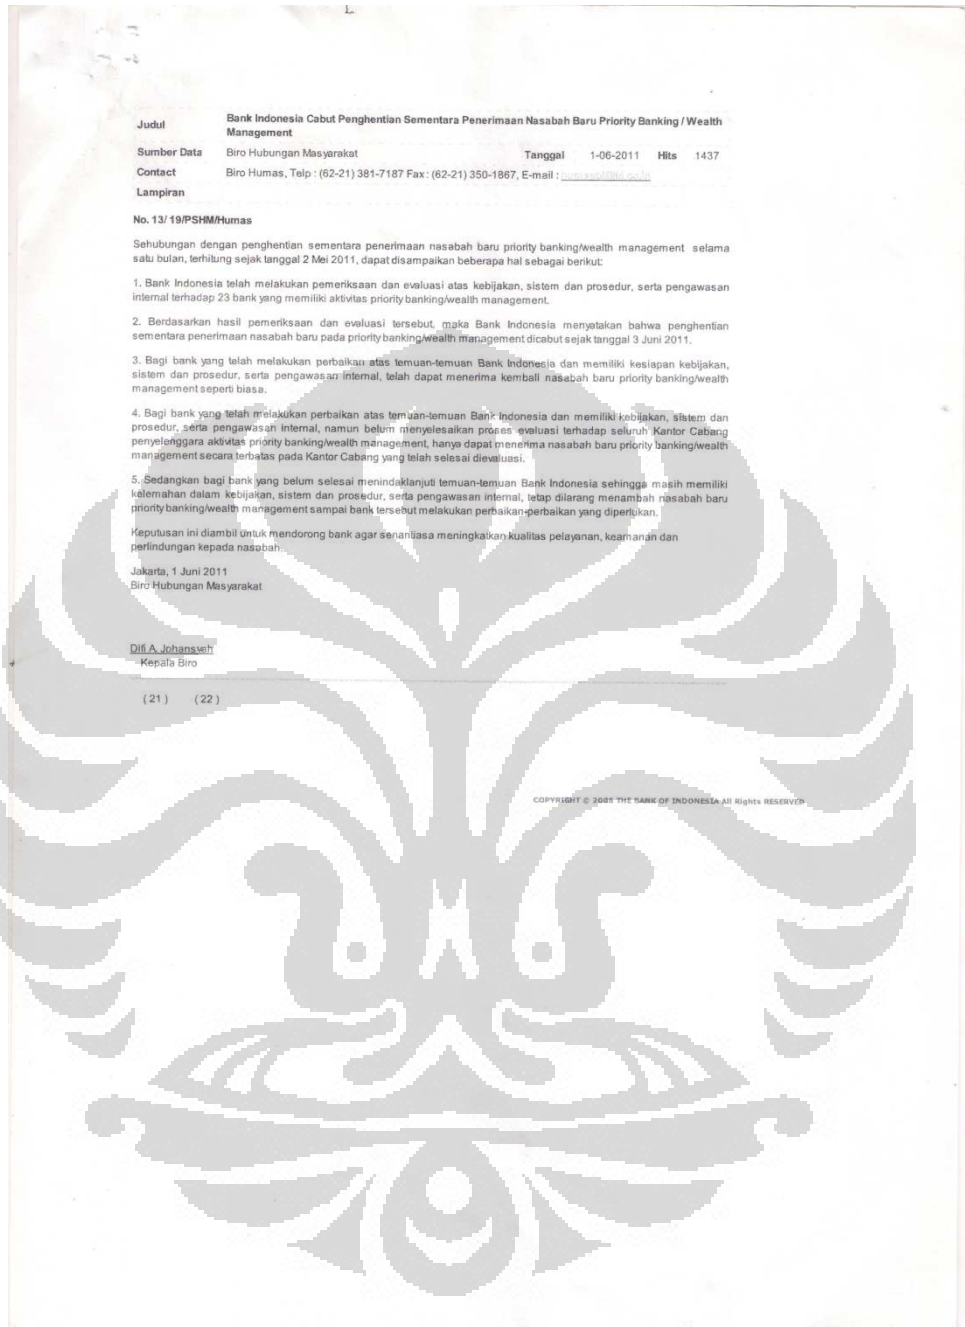 Judul Bank Indonesia Cabut Penghentian Sementara Penerimaan Nasabah Baru Priority Banking / Wealth
Management
Sumber Data Biro Hubungan Masyarakat Tanggal 1-06-2011 Hits 1437
Contact Biro Humas, Telp : (62-21) 381-7187 Fax : (62-21) 350-1867, E-mail :
Lampiran
No. 13/ 19/PSHM/Humas
Sehubungan dengan penghentian sementara penerimaan nasabah baru priority banking/wealth management selama
satu bulan, terhitung sejak tanggal 2 Mei 2011, dapat disampaikan beberapa hal sebagai berikut:
1. Bank Indonesia telah melakukan pemeriksaan dan evaluasi atas kebijakan, sistem dan prosedur, serta pengawasan
internal terhadap 23 bank yang memiliki aktivitas priority banking/wealth management.
2. Berdasarkan hasil pemeriksaan dan evaluasi tersebut, maka Bank Indonesia menyatakan bahwa penghentian
sementara penerimaan nasabah baru pada priority banking/wealth management dicabut sejak tanggal 3 Juni 2011.
3. Bagi bank yang telah melakukan perbaikan atas temuan-temuan Bank Indonesia dan memiliki kesiapan kebijakan,
sistem dan prosedur, serta pengawasan internal, telah dapat menerima kembali nasabah baru priority banking/wealth
management seperti biasa.
4. Bagi bank yang telah melakukan perbaikan atas temuan-temuan Bank Indonesia dan memiliki kebijakan, sistem dan
prosedur, serta pengawasan internal, namun belum menyelesaikan proses evaluasi terhadap seluruh Kantor Cabang
penyelenggara aktivitas priority banking/wealth management, hanya dapat menerima nasabah baru priority banking/wealth
management secara terbatas pada Kantor Cabang yang telah selesai dievaluasi.
5. Sedangkan bagi bank yang belum selesai menindaklanjuti temuan-temuan Bank Indonesia sehingga masih memiliki
kelemahan dalam kebijakan, sistem dan prosedur, serta pengawasan internal, tetap dilarang menambah nasabah baru
priority banking/wealth management sampai bank tersebut melakukan perbaikan-perbaikan yang diperlukan.
Keputusan ini diambil untuk mendorong bank agar senantiasa meningkatkan kualitas pelayanan, keamanan dan
perlindungan kepada nasabah.
Jakarta, 1 Juni 2011
Biro Hubungan Masyarakat
Difi A. Johansyah
Kepala Biro
( 21 ) ( 22 )
COPYRIGHT © 2005 THE BANK OF INDONESIA All Rights RESERVED